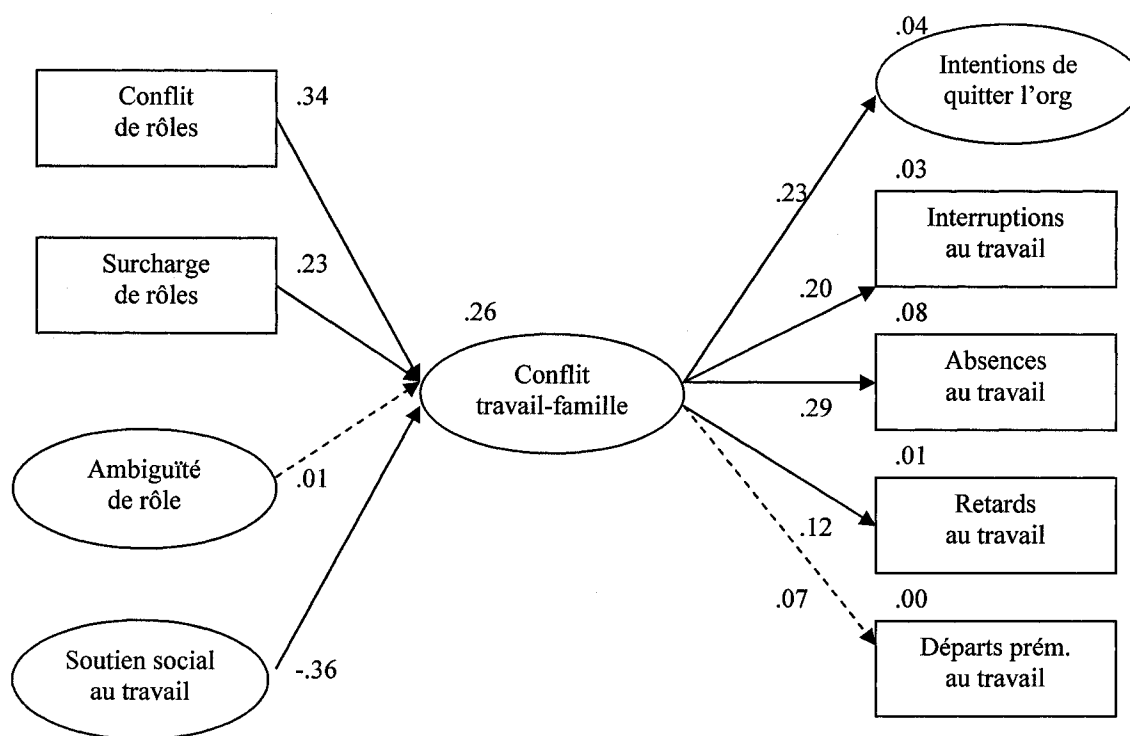 .04
Intentions de
quitter l'org
Conflit
de rôles
.34
.23
.03
Interruptions
au travail
Surcharge
de rôles
.23
.20
.26
.08
Absences
au travail
Conflit
travail-famille
.29
.01
Ambiguïté
de rôle
.01
Retards
au travail
.12
.07
.00
Soutien social
au travail
-.36
Départs prém.
au travail